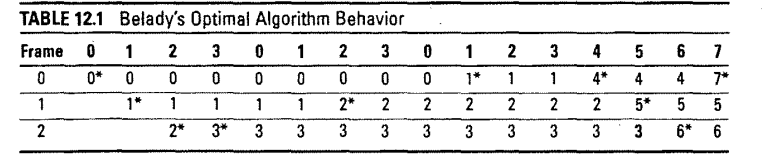 TABLE 12.1 Belady's Optimal Algorithm Behavior
Frame 0 1 2 3 0 1 2 3 0 1 2 3 4 5 6 7
0 0* 0 0 0 0 0 0 0 0 1* 1 1 4* 4 4 7*
1 1* 1 1 1 1 2* 2 2 2 2 2 2 5* 5 5
2 2* 3* 3 3 3 3 3 3 3 3 3 3 6* 6